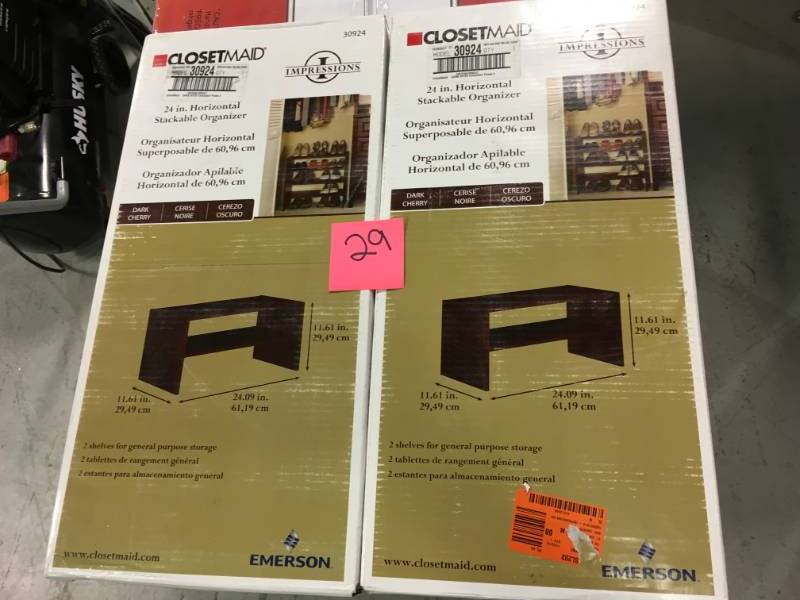 30924
CLOSETMAID
MODEL 30924 QTY
IMPRESSIONS
24 in. Horizontal
Stackable Organizer
Organisateur Horizontal
Superposable de 60,96 cm
Organizador Apilable
Horizontal de 60,96 cm
DARK CHERRY
CERISE NOIRE
CEREZO OSCURO
11.61 in.
29,49 cm
11.61 in.
29,49 cm
24.09 in.
61,19 cm
2 shelves for general purpose storage
2 tablettes de rangement général
2 estantes para almacenamiento general
www.closetmaid.com
EMERSON
29
CLOSETMAID
MODEL 30924 QTY
IMPRESSIONS
24 in. Horizontal
Stackable Organizer
Organisateur Horizontal
Superposable de 60,96 cm
Organizador Apilable
Horizontal de 60,96 cm
DARK CHERRY
CERISE NOIRE
CEREZO OSCURO
11.61 in.
29,49 cm
11.61 in.
29,49 cm
24.09 in.
61,19 cm
2 shelves for general purpose storage
2 tablettes de rangement général
2 estantes para almacenamiento general
www.closetmaid.com
EMERSON